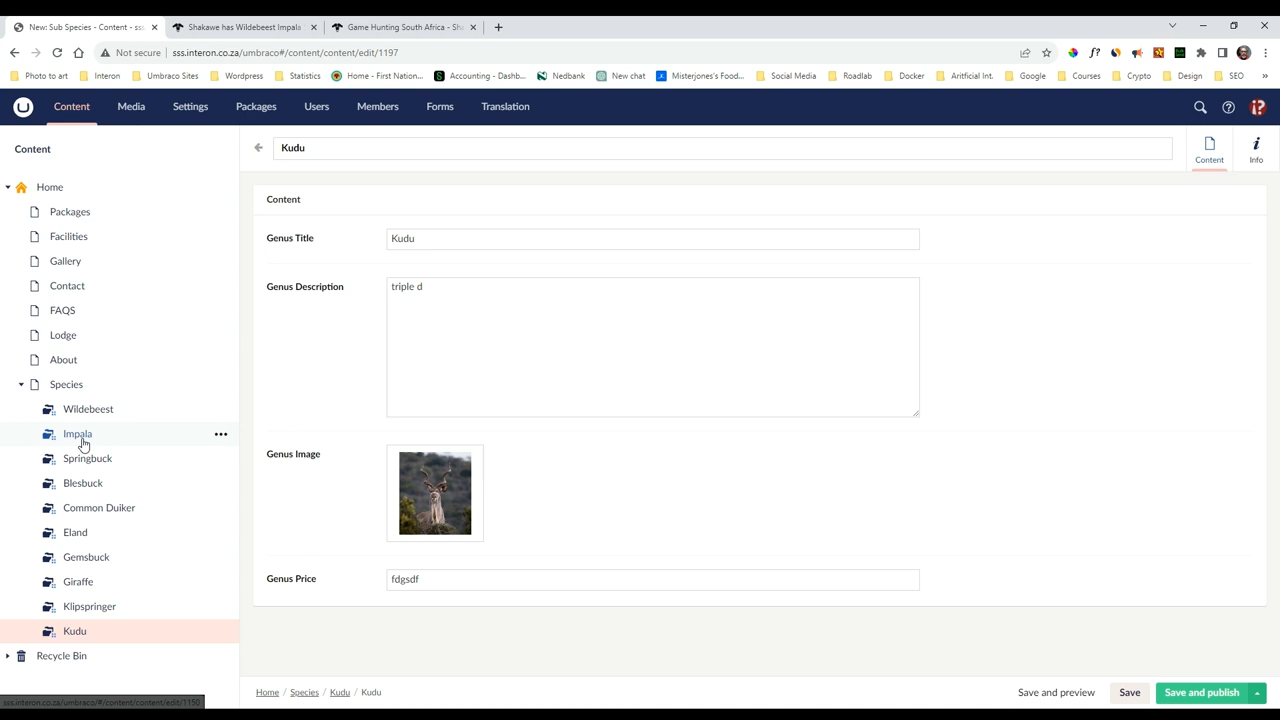 New: Sub Species - Content - sss
Shakawe has Wildebeest Impala
Game Hunting South Africa - Sha
Not secure sss.interon.co.za/umbraco#/content/content/edit/1197
Photo to art Interon Umbraco Sites Wordpress Statistics Home - First Nation... Accounting - Dashb... Nedbank New chat Misterjones's Food... Social Media Roadlab Docker Aritficial Int. Google Courses Crypto Design SEO »
Content Media Settings Packages Users Members Forms Translation
Content
Kudu
Content
Info
Home
Packages
Facilities
Gallery
Contact
FAQS
Lodge
About
Species
Wildebeest
Impala
Springbuck
Blesbuck
Common Duiker
Eland
Gemsbuck
Giraffe
Klipspringer
Kudu
Recycle Bin
Content
Genus Title
Kudu
Genus Description
triple d
Genus Image
Genus Price
fdgsdf
Home / Species / Kudu / Kudu
Save and preview
Save
Save and publish
sss.interon.co.za/umbraco/#/content/content/edit/1150